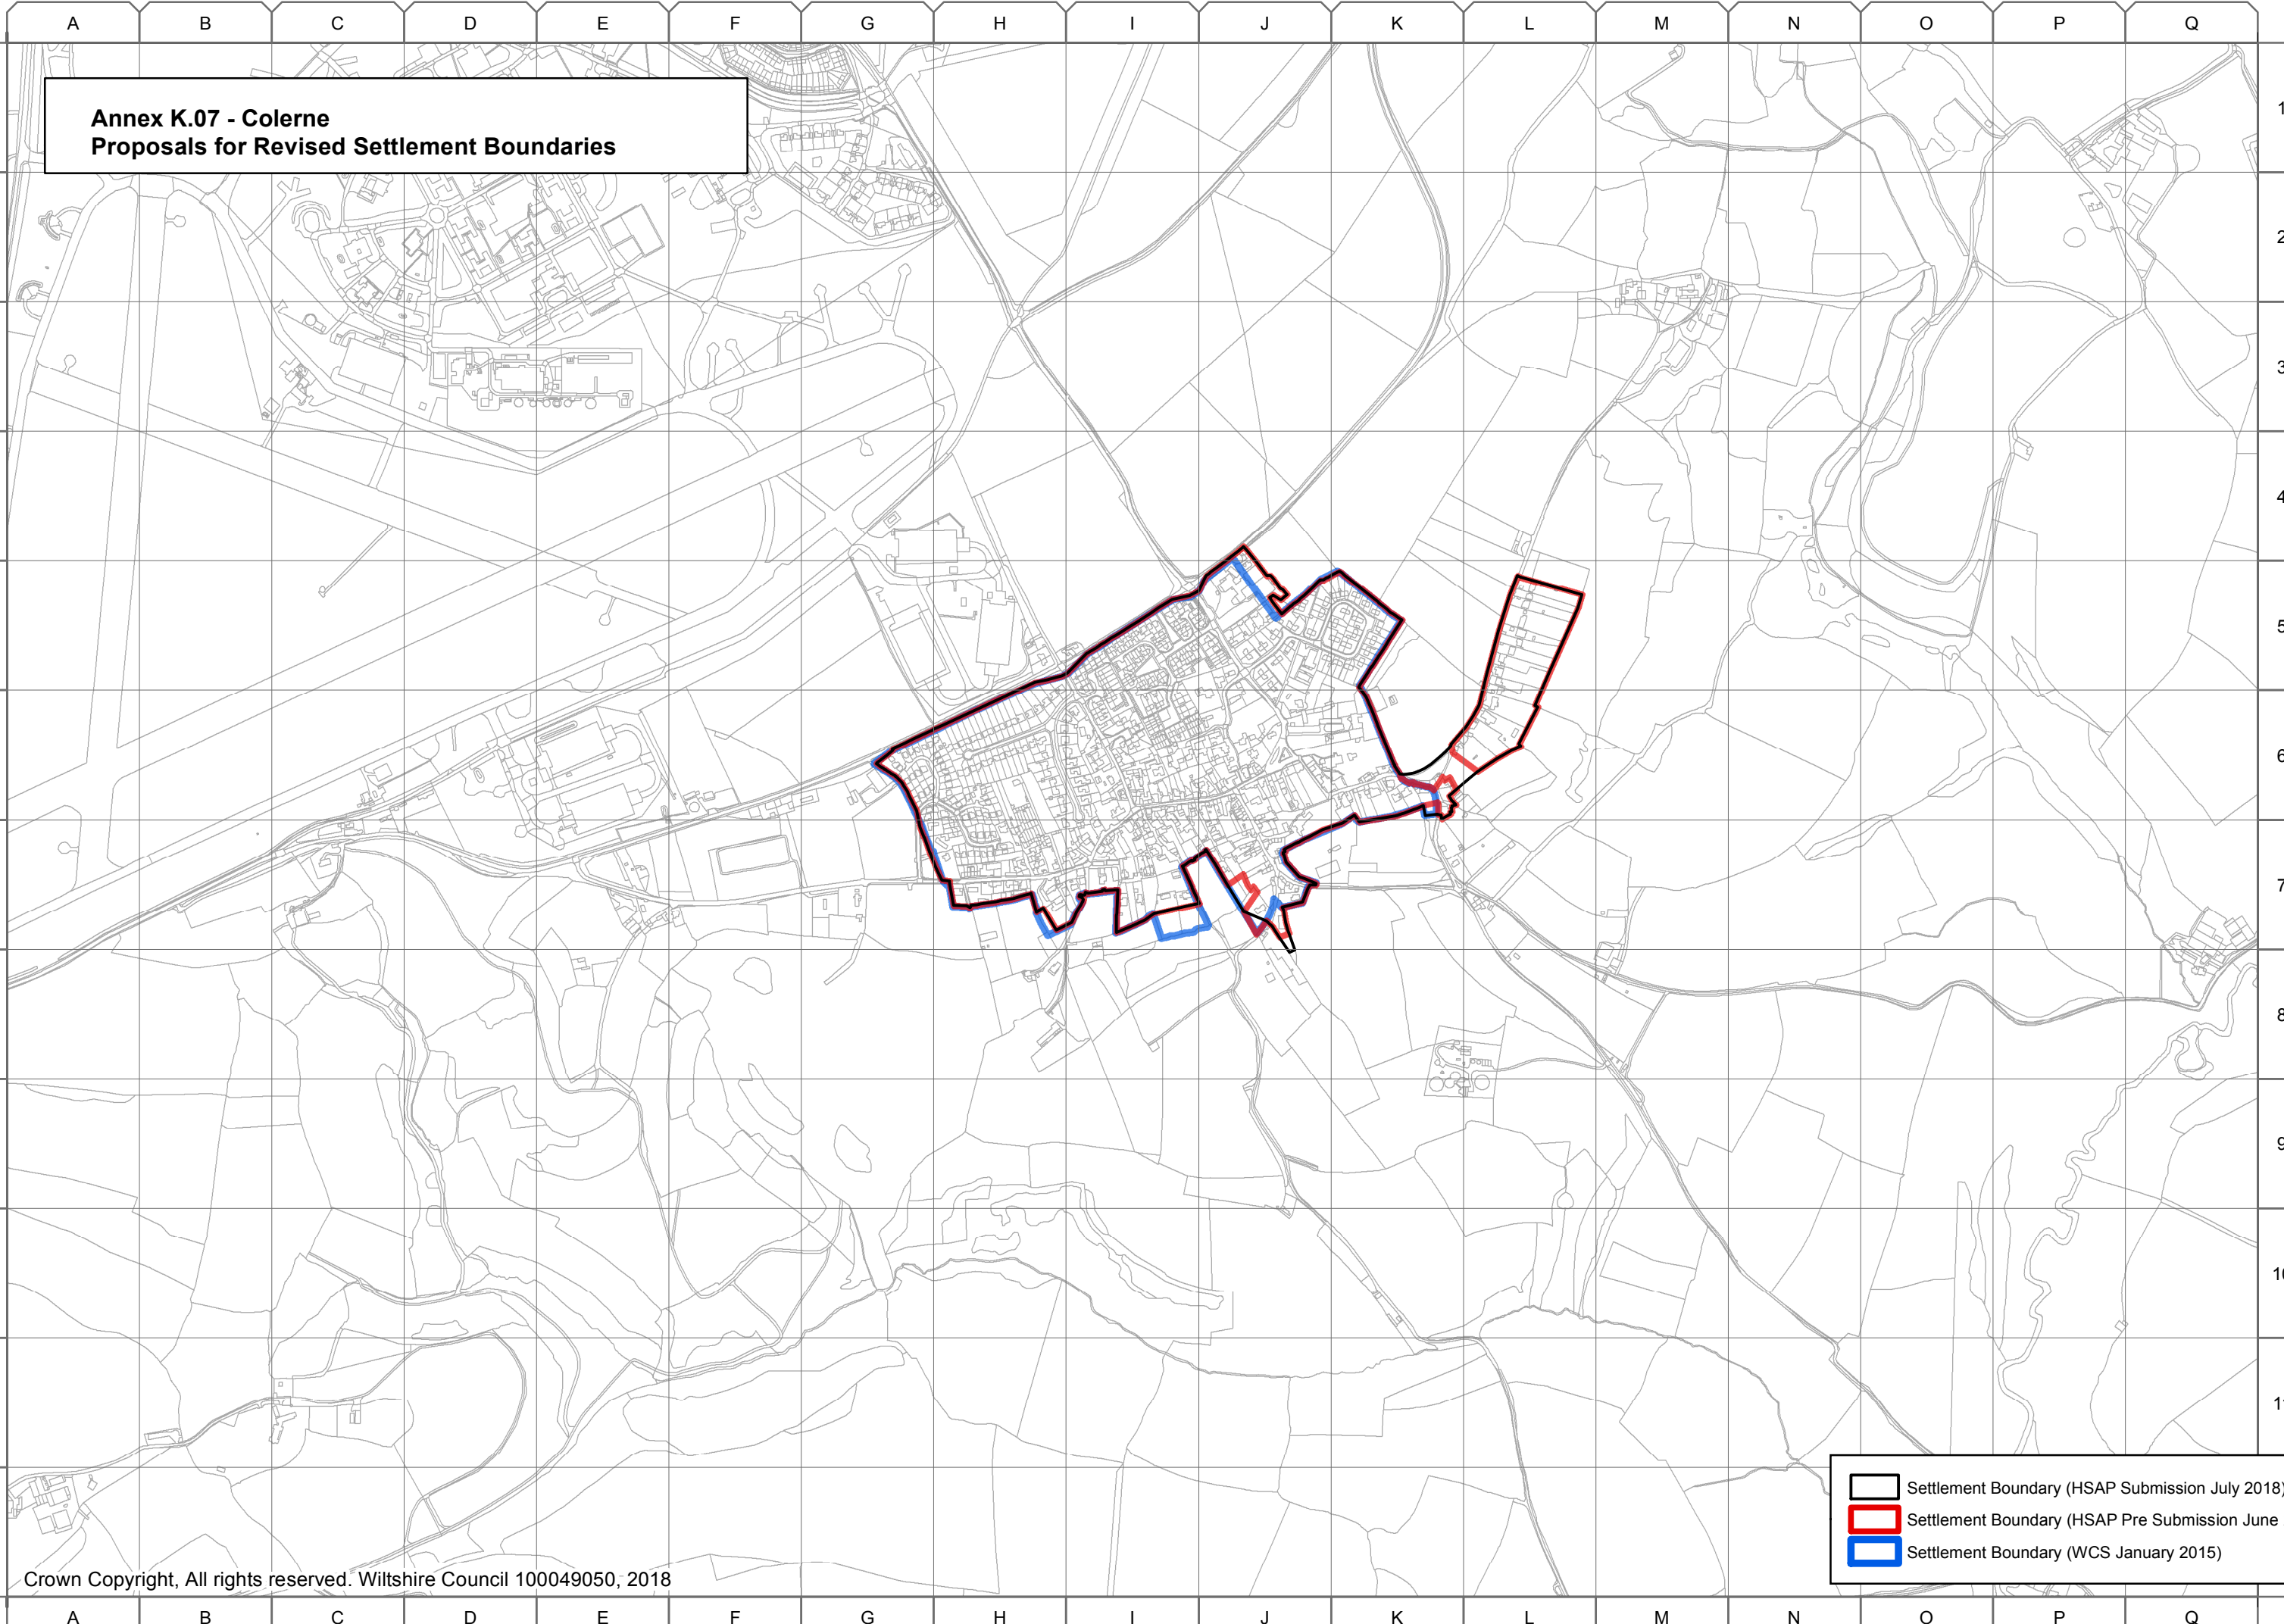 A B C D E F G H I J K L M N O P Q
Annex K.07 - Colerne
Proposals for Revised Settlement Boundaries
1
2
3
4
5
6
7
8
9
10
11
Settlement Boundary (HSAP Submission July 2018)
Settlement Boundary (HSAP Pre Submission June
Settlement Boundary (WCS January 2015)
Crown Copyright, All rights reserved. Wiltshire Council 100049050, 2018
A B C D E F G H I J K L M N O P Q